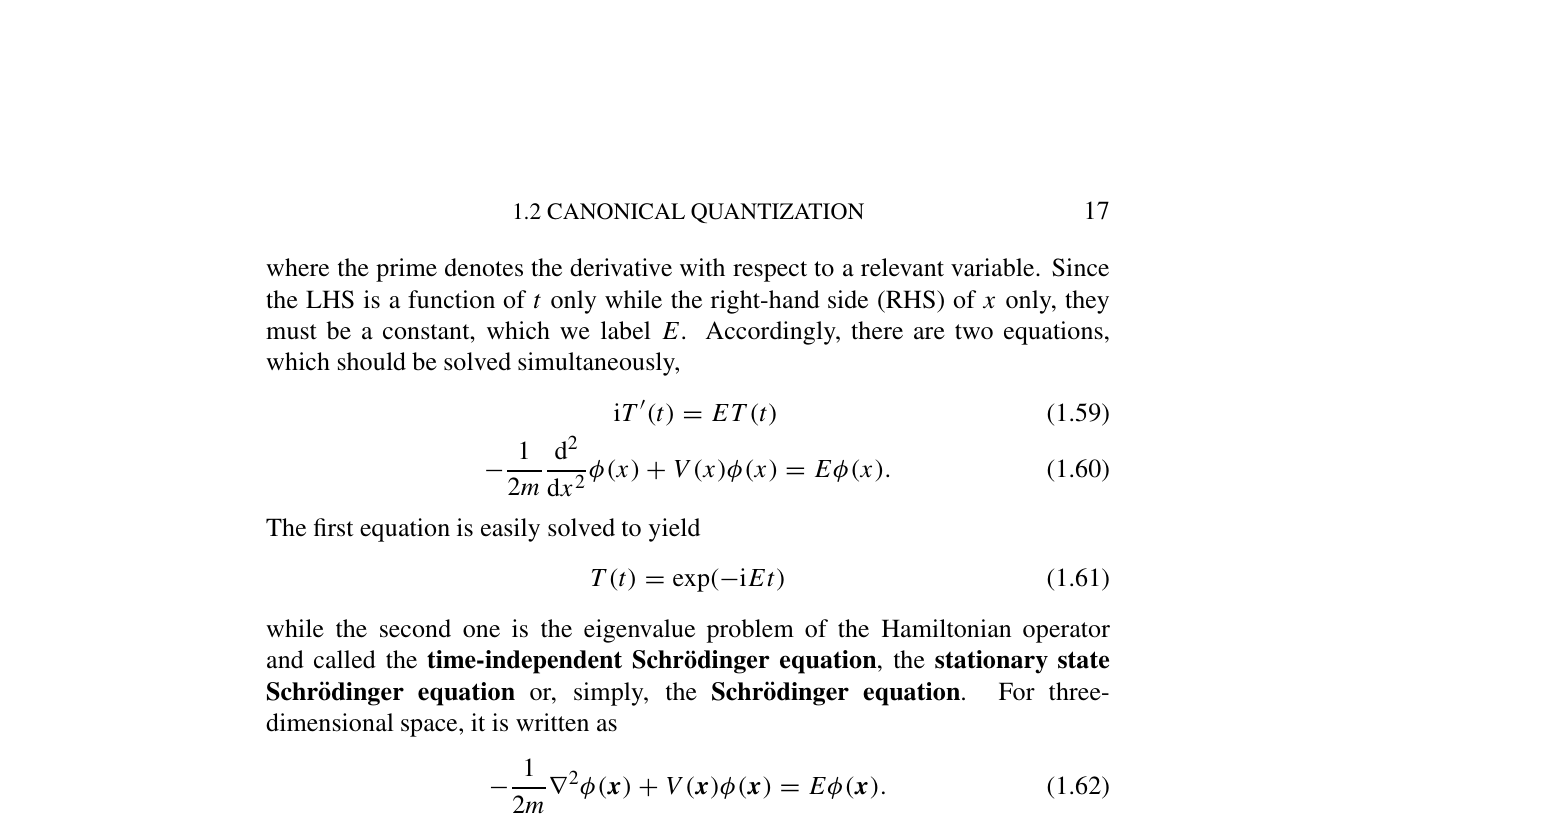 1.2 CANONICAL QUANTIZATION 17
where the prime denotes the derivative with respect to a relevant variable. Since
the LHS is a function of t only while the right-hand side (RHS) of x only, they
must be a constant, which we label E. Accordingly, there are two equations,
which should be solved simultaneously,
iT′(t) = ET(t) (1.59)
−\frac{1}{2m}\frac{d²}{dx²}ϕ(x) + V(x)ϕ(x) = Eϕ(x). (1.60)
The first equation is easily solved to yield
T(t) = exp(−iEt) (1.61)
while the second one is the eigenvalue problem of the Hamiltonian operator
and called the time-independent Schrödinger equation, the stationary state
Schrödinger equation or, simply, the Schrödinger equation. For three-
dimensional space, it is written as
−\frac{1}{2m}∇²ϕ(x) + V(x)ϕ(x) = Eϕ(x). (1.62)